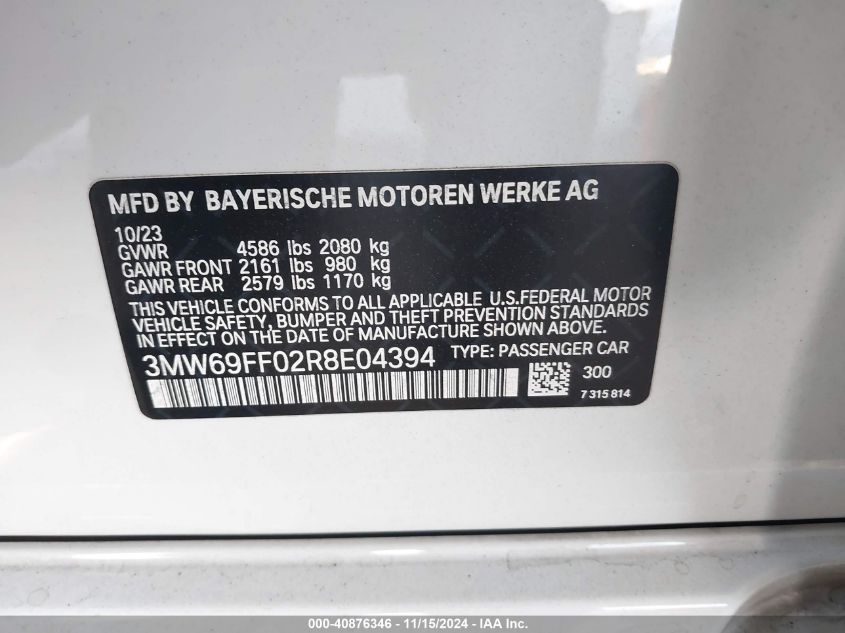 MFD BY BAYERISCHE MOTOREN WERKE AG
10/23
GVWR 4586 lbs 2080 kg
GAWR FRONT 2161 lbs 980 kg
GAWR REAR 2579 lbs 1170 kg
THIS VEHICLE CONFORMS TO ALL APPLICABLE U.S.FEDERAL MOTOR
VEHICLE SAFETY, BUMPER AND THEFT PREVENTION STANDARDS
IN EFFECT ON THE DATE OF MANUFACTURE SHOWN ABOVE.
3MW69FF02R8E04394 TYPE: PASSENGER CAR
300
7 315 814
000-40876346 - 11/15/2024 - IAA Inc.